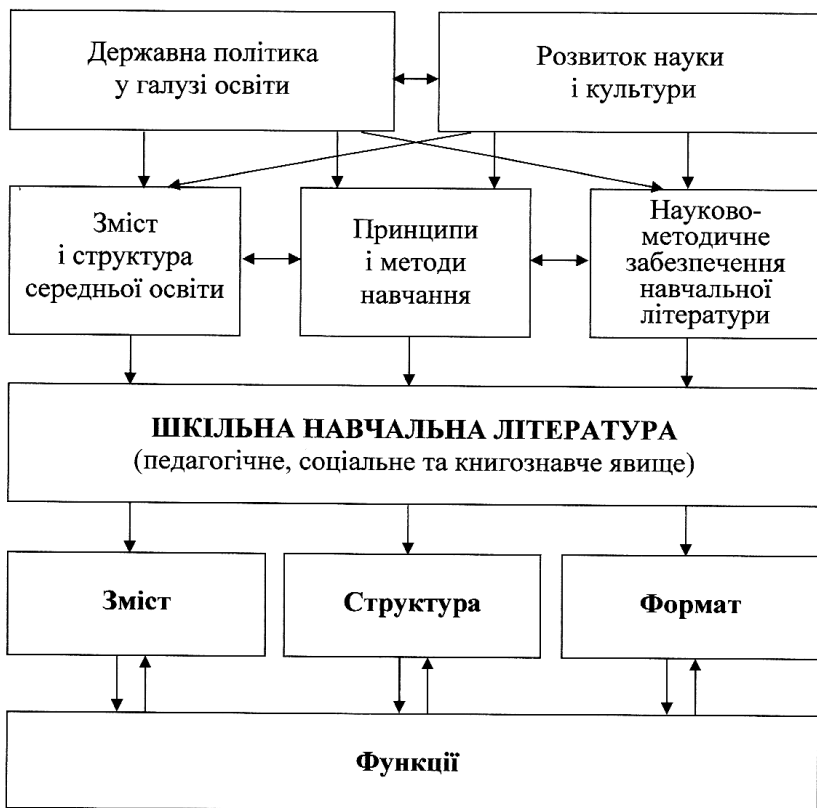 Державна політика
у галузі освіти
Розвиток науки
і культури
Зміст
і структура
середньої освіти
Принципи
і методи
навчання
Науково-
методичне
забезпечення
навчальної
літератури
ШКІЛЬНА НАВЧАЛЬНА ЛІТЕРАТУРА
(педагогічне, соціальне та книгознавче явище)
Зміст
Структура
Формат
Функції